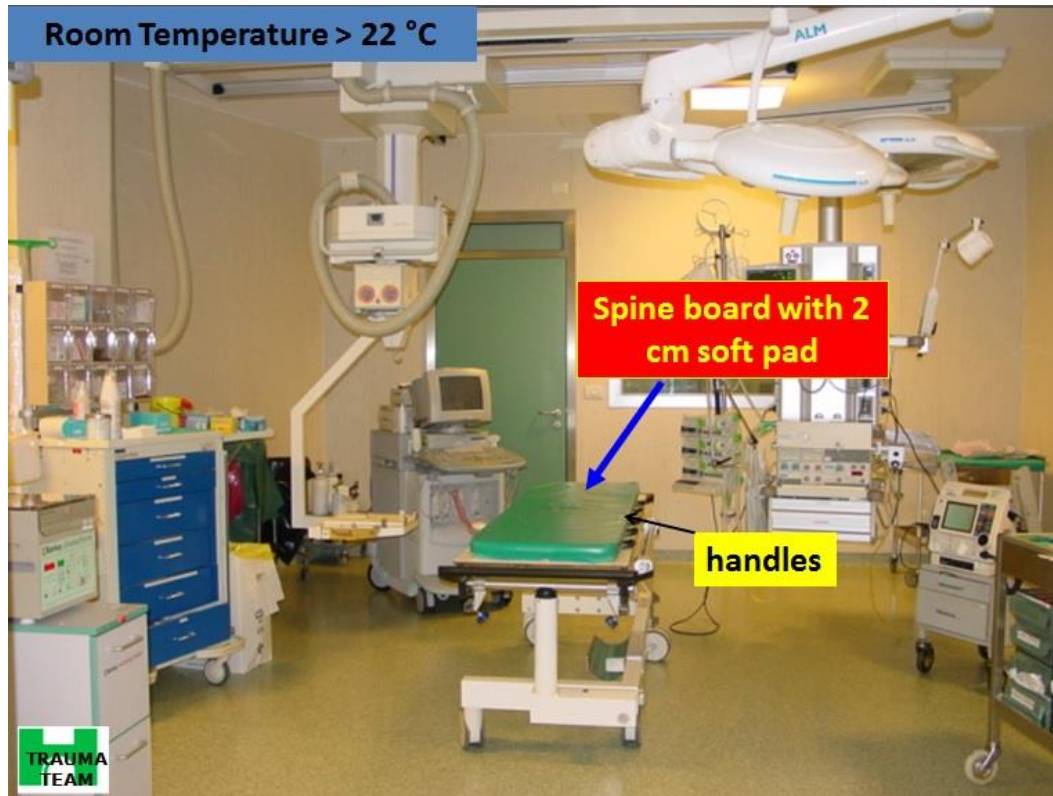 Room Temperature > 22 °C
ALM
Spine board with 2
cm soft pad
handles
TRAUMA
TEAM